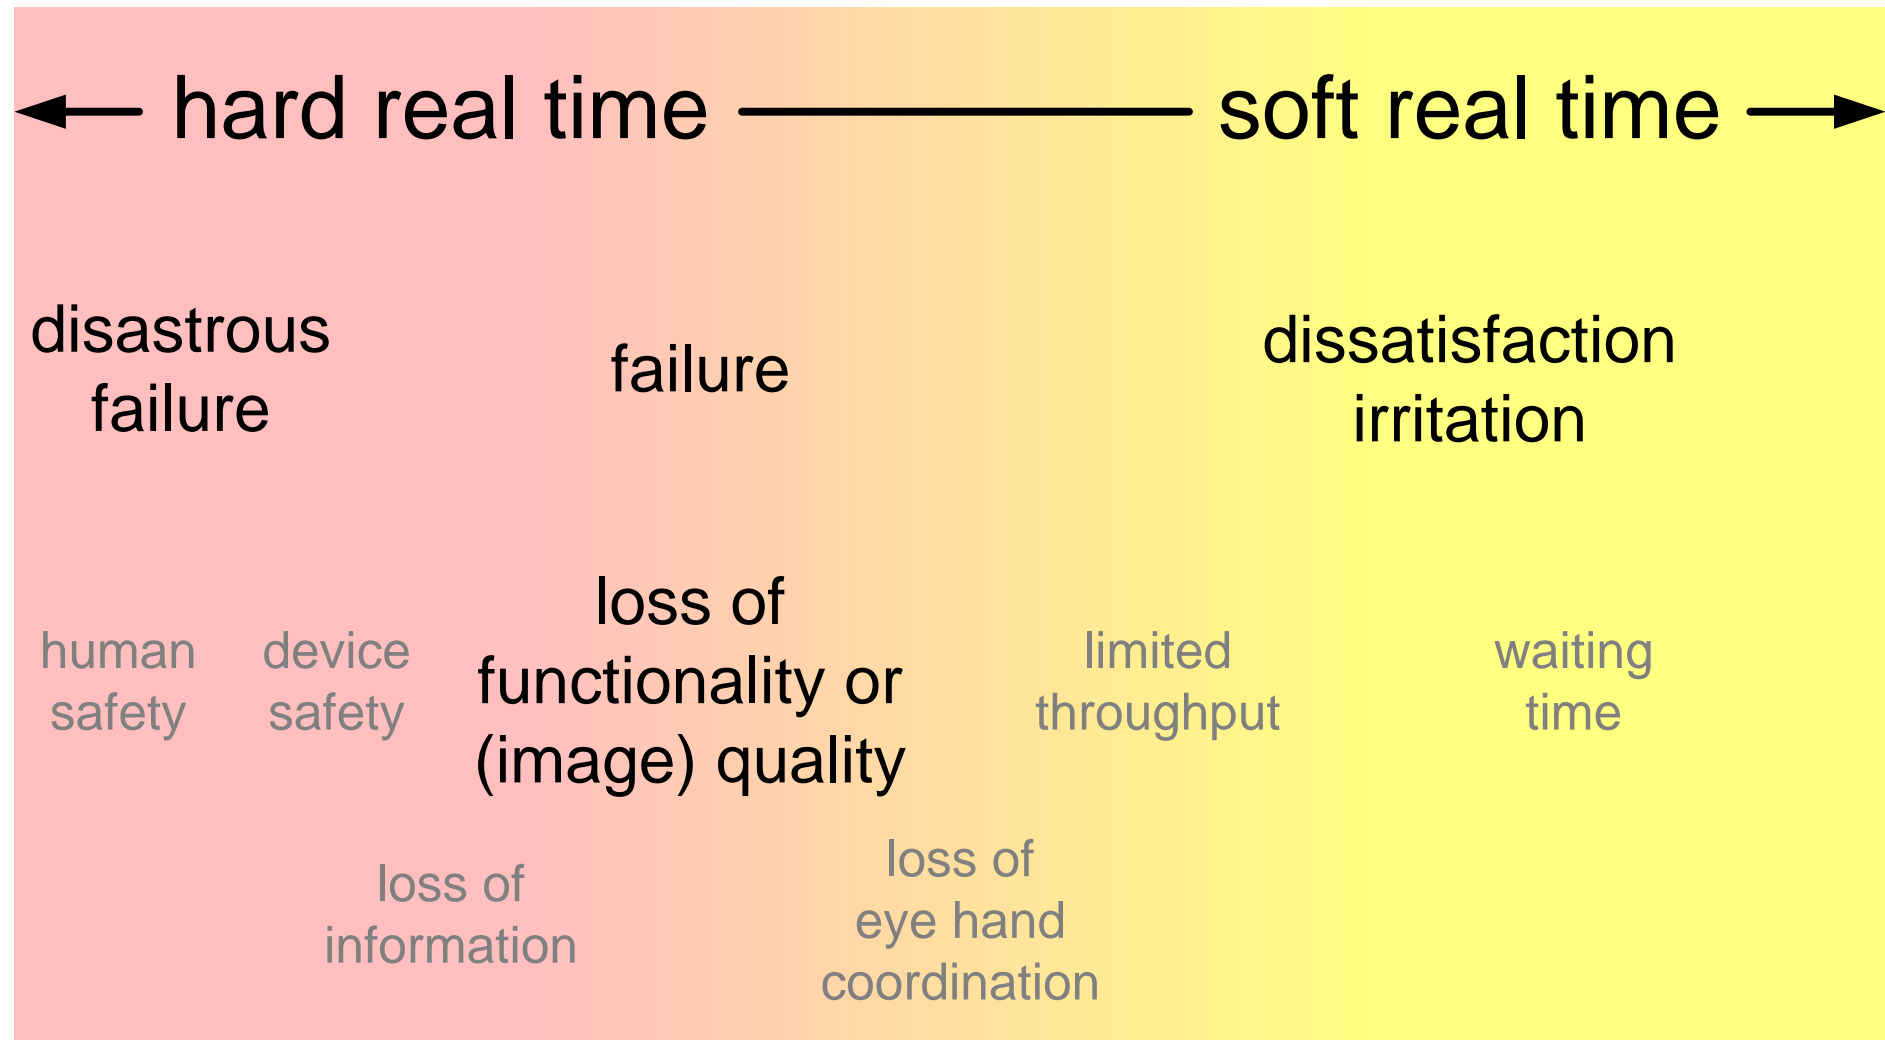 hard real time
soft real time
disastrous
failure
failure
dissatisfaction
irritation
human
safety
device
safety
loss of
functionality or
(image) quality
limited
throughput
waiting
time
loss of
information
loss of
eye hand
coordination